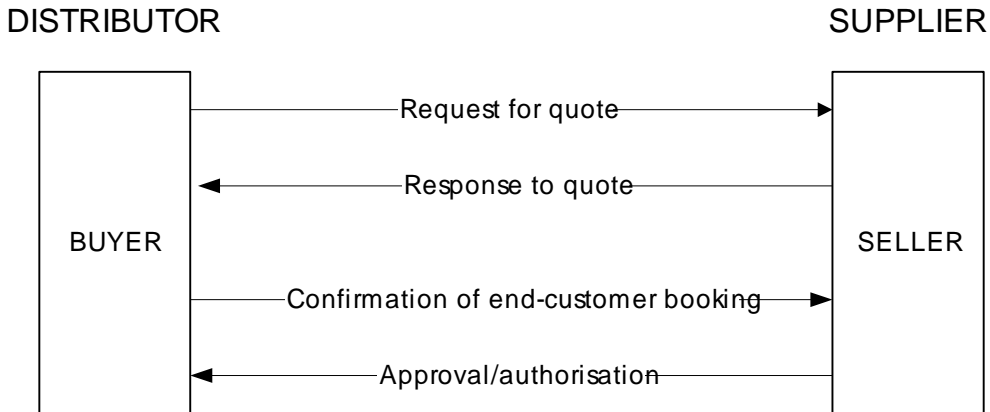 DISTRIBUTOR
SUPPLIER
Request for quote
Response to quote
BUYER
SELLER
Confirmation of end-customer booking
Approval/authorisation